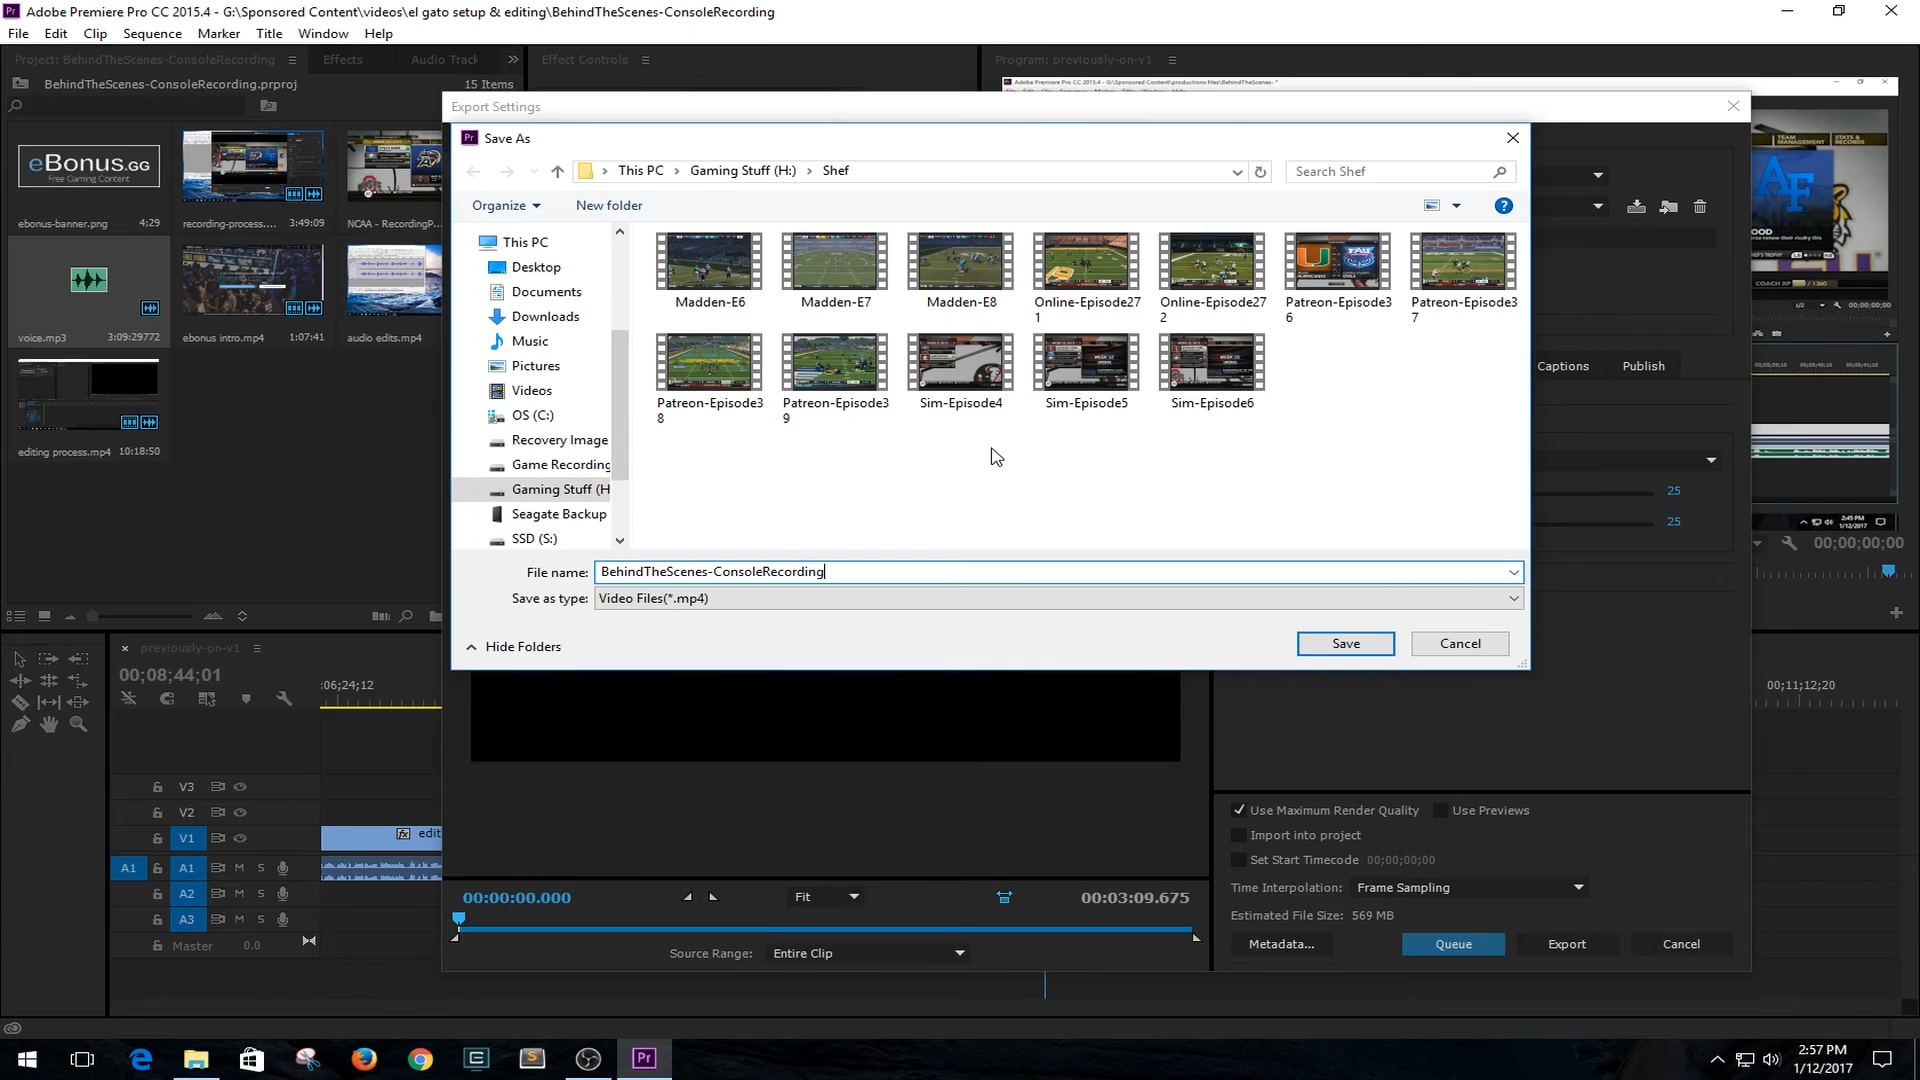 Adobe Premiere Pro CC 2015.4 - G:\Sponsored Content\videos\el gato setup & editing\BehindTheScenes-ConsoleRecording
File Edit Clip Sequence Marker Title Window Help
Project: BehindTheScenes-ConsoleRecording
Effects
Audio Track
Effect Controls
Program: previously-on-v1
BehindTheScenes-ConsoleRecording.prproj
15 Items
eBonus.GG
Free Gaming Content
ebonus-banner.png 4;29
recording-process.... 3:49:09
NCAA - RecordingP...
voice.mp3 3:09:29772
ebonus intro.mp4 1:07:41
audio edits.mp4
editing process.mp4 10:18:50
Export Settings
Save As
This PC > Gaming Stuff (H:) > Shef
Search Shef
Organize
New folder
This PC
Desktop
Documents
Downloads
Music
Pictures
Videos
OS (C:)
Recovery Image
Game Recording
Gaming Stuff (H
Seagate Backup
SSD (S:)
Madden-E6
Madden-E7
Madden-E8
Online-Episode27
1
Online-Episode27
2
Patreon-Episode3
6
Patreon-Episode3
7
Patreon-Episode3
8
Patreon-Episode3
9
Sim-Episode4
Sim-Episode5
Sim-Episode6
File name: BehindTheScenes-ConsoleRecording
Save as type: Video Files(*.mp4)
Hide Folders
Save
Cancel
Captions
Publish
25
25
00;00;00;00
previously-on-v1
00;08;44;01
:06;24;12
00;11;12;20
V3
V2
V1
edit
A1 A1 M S
A2 M S
A3 M S
Master 0.0
00:00:00.000
Fit
00:03:09.675
Source Range: Entire Clip
Use Maximum Render Quality
Use Previews
Import into project
Set Start Timecode 00;00;00;00
Time Interpolation: Frame Sampling
Estimated File Size: 569 MB
Metadata...
Queue
Export
Cancel
2:57 PM
1/12/2017